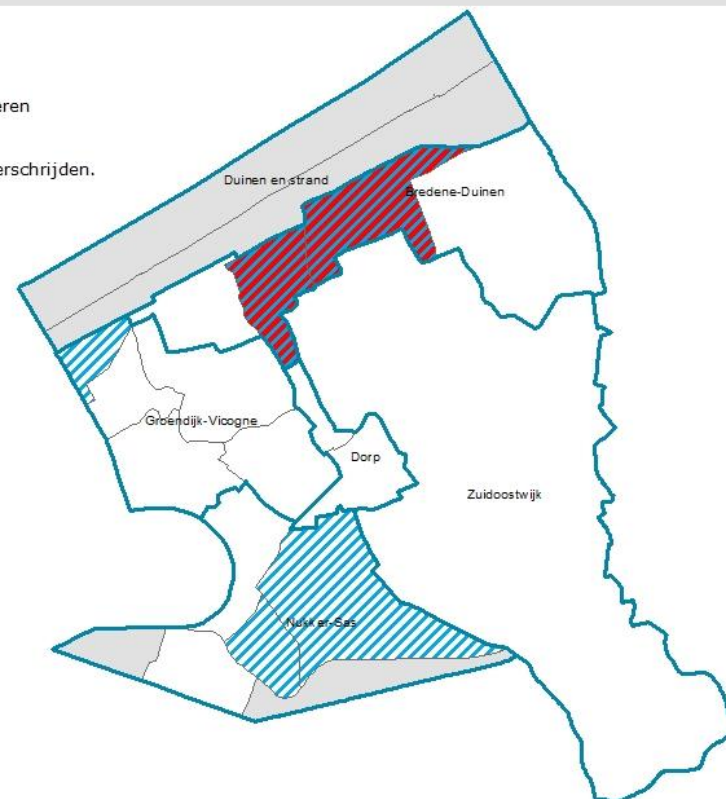 eren
erschrijden.
Duinen en strand
Bredene-Duinen
Groendijk-Vicogne
Dorp
Zuidoostwijk
Nukker-Sas